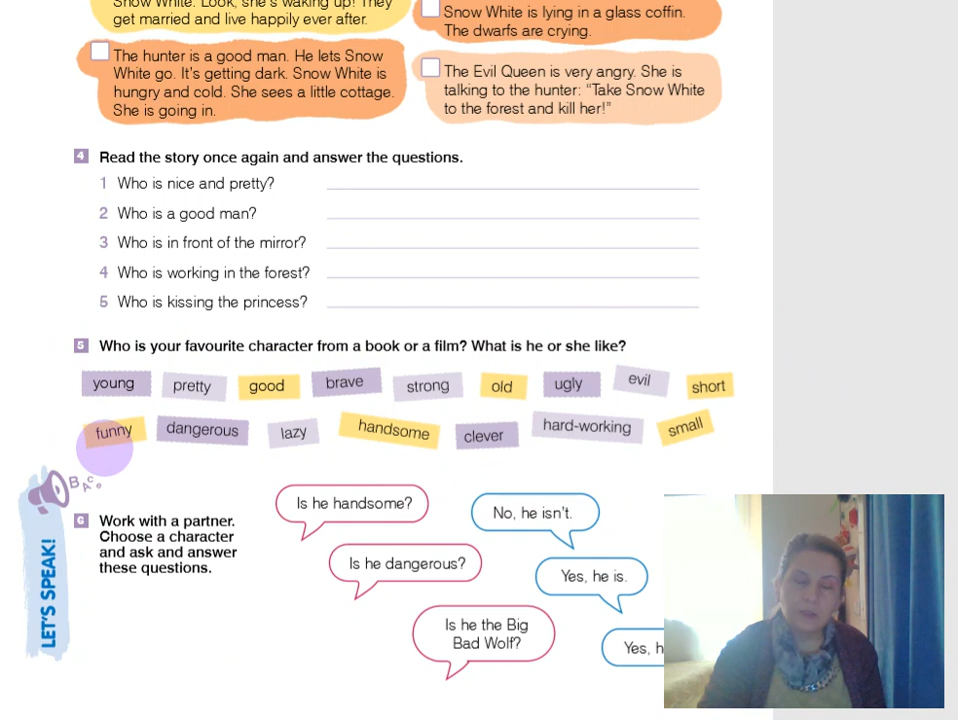 Snow White. Look, she's waking up! They
get married and live happily ever after.
Snow White is lying in a glass coffin.
The dwarfs are crying.
The hunter is a good man. He lets Snow
White go. It's getting dark. Snow White is
hungry and cold. She sees a little cottage.
She is going in.
The Evil Queen is very angry. She is
talking to the hunter: "Take Snow White
to the forest and kill her!"
4 Read the story once again and answer the questions.
1 Who is nice and pretty?
2 Who is a good man?
3 Who is in front of the mirror?
4 Who is working in the forest?
5 Who is kissing the princess?
5 Who is your favourite character from a book or a film? What is he or she like?
young pretty good brave strong old ugly evil short
funny dangerous lazy handsome clever hard-working small
BACe
LET'S SPEAK!
6 Work with a partner.
Choose a character
and ask and answer
these questions.
Is he handsome?
No, he isn't.
Is he dangerous?
Yes, he is.
Is he the Big
Bad Wolf?
Yes, h